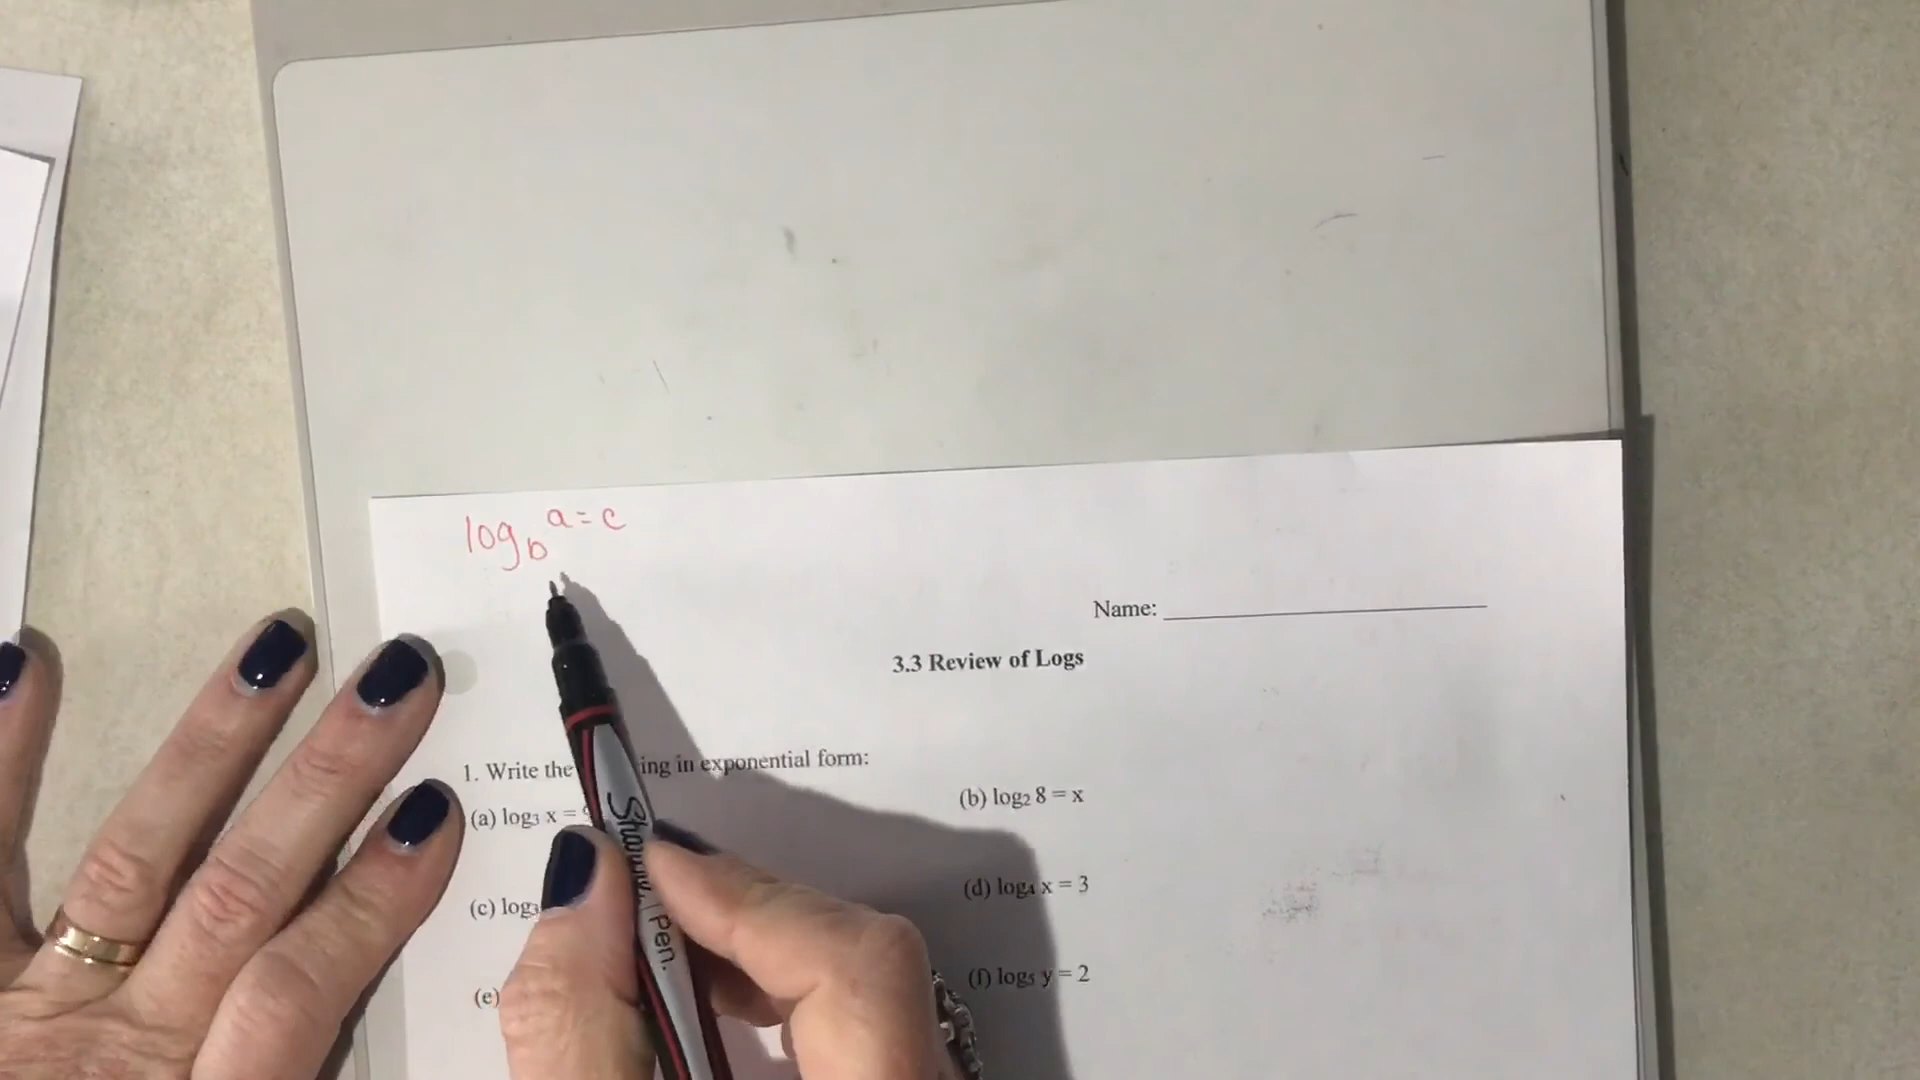 log_b a = c
Name:
3.3 Review of Logs
1. Write the ing in exponential form:
(a) log₃ x =
(b) log₂ 8 = x
(c) log₃
(d) log₄ x = 3
(e)
(f) log₅ y = 2
Sharpie Pen.